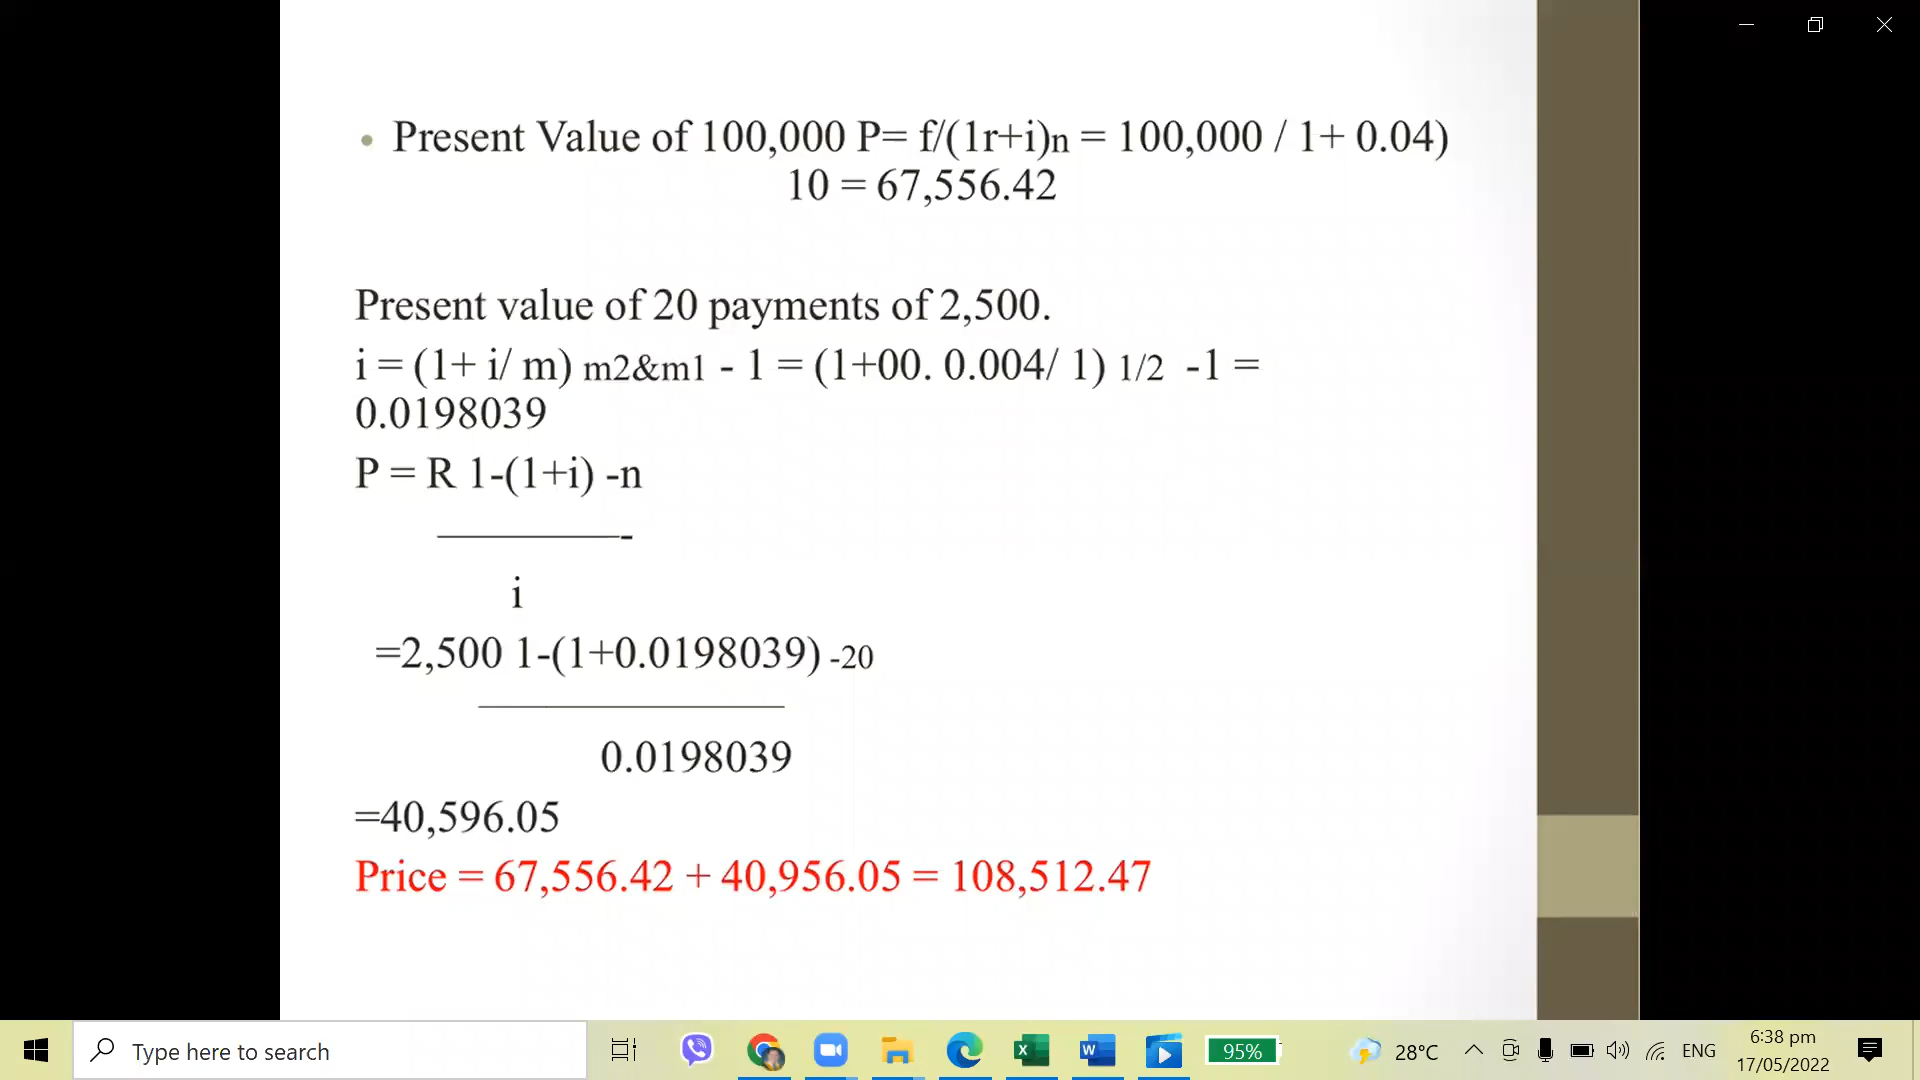 • Present Value of 100,000 P= f/(1r+i)n = 100,000 / 1+ 0.04)
10 = 67,556.42
Present value of 20 payments of 2,500.
i = (1+ i/ m) m2&m1 - 1 = (1+00. 0.004/ 1) 1/2 -1 =
0.0198039
P = R 1-(1+i) -n
i
=2,500 1-(1+0.0198039) -20
0.0198039
=40,596.05
Price = 67,556.42 + 40,956.05 = 108,512.47
Type here to search
95%
28°C
ENG
6:38 pm
17/05/2022